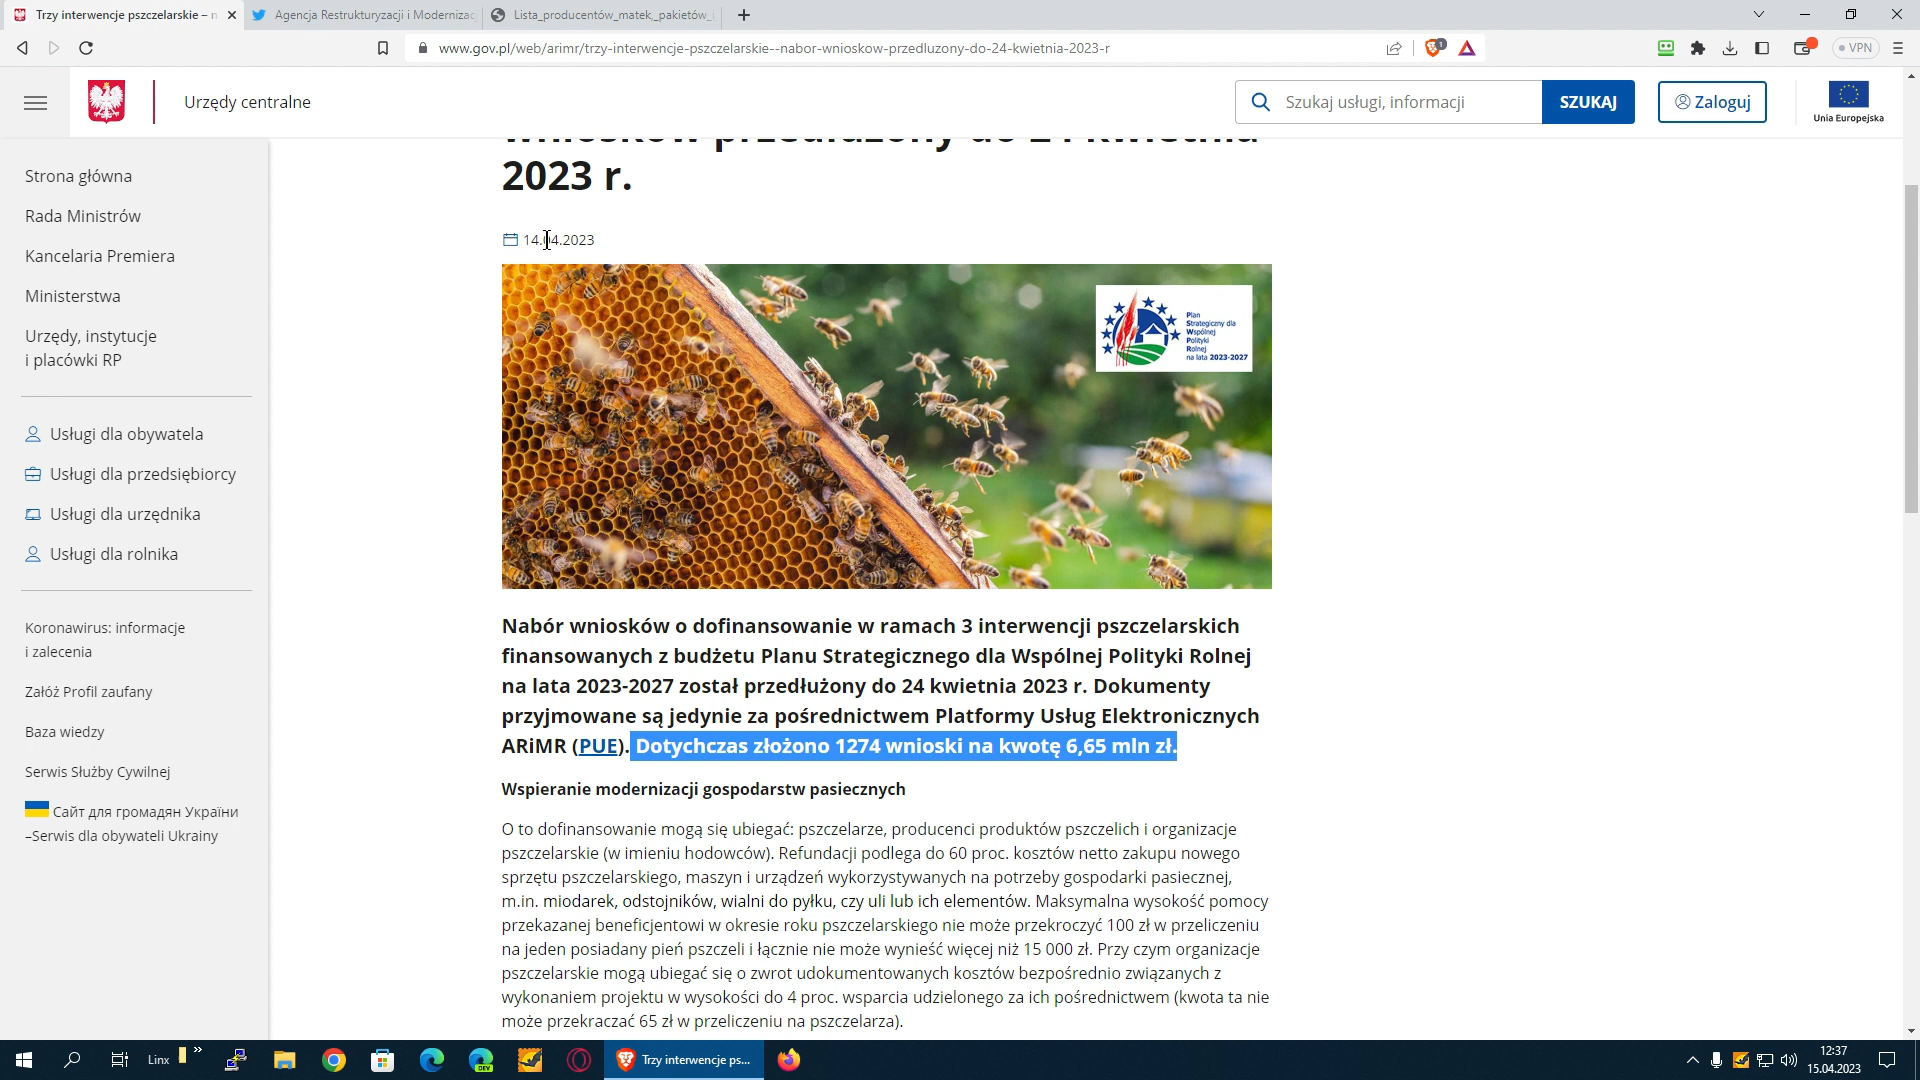 Trzy interwencje pszczelarskie – n
Agencja Restrukturyzacji i Modernizac
Lista_producentów_matek,_pakietów_i
www.gov.pl/web/arimr/trzy-interwencje-pszczelarskie--nabor-wnioskow-przedluzony-do-24-kwietnia-2023-r
1
VPN
Urzędy centralne
Szukaj usługi, informacji
SZUKAJ
Zaloguj
Unia Europejska
Strona główna
Rada Ministrów
Kancelaria Premiera
Ministerstwa
Urzędy, instytucje
i placówki RP
Usługi dla obywatela
Usługi dla przedsiębiorcy
Usługi dla urzędnika
Usługi dla rolnika
Koronawirus: informacje
i zalecenia
Załóż Profil zaufany
Baza wiedzy
Serwis Służby Cywilnej
Сайт для громадян України
–Serwis dla obywateli Ukrainy
wniosków przedłużony do 24 kwietnia
2023 r.
14.04.2023
Plan
Strategiczny dla
Wspólnej
Polityki
Rolnej
na lata 2023-2027
Nabór wniosków o dofinansowanie w ramach 3 interwencji pszczelarskich
finansowanych z budżetu Planu Strategicznego dla Wspólnej Polityki Rolnej
na lata 2023-2027 został przedłużony do 24 kwietnia 2023 r. Dokumenty
przyjmowane są jedynie za pośrednictwem Platformy Usług Elektronicznych
ARiMR (PUE). Dotychczas złożono 1274 wnioski na kwotę 6,65 mln zł.
Wspieranie modernizacji gospodarstw pasiecznych
O to dofinansowanie mogą się ubiegać: pszczelarze, producenci produktów pszczelich i organizacje
pszczelarskie (w imieniu hodowców). Refundacji podlega do 60 proc. kosztów netto zakupu nowego
sprzętu pszczelarskiego, maszyn i urządzeń wykorzystywanych na potrzeby gospodarki pasiecznej,
m.in. miodarek, odstojników, wialni do pyłku, czy uli lub ich elementów. Maksymalna wysokość pomocy
przekazanej beneficjentowi w okresie roku pszczelarskiego nie może przekroczyć 100 zł w przeliczeniu
na jeden posiadany pień pszczeli i łącznie nie może wynieść więcej niż 15 000 zł. Przy czym organizacje
pszczelarskie mogą ubiegać się o zwrot udokumentowanych kosztów bezpośrednio związanych z
wykonaniem projektu w wysokości do 4 proc. wsparcia udzielonego za ich pośrednictwem (kwota ta nie
może przekraczać 65 zł w przeliczeniu na pszczelarza).
Linx
DEV
Trzy interwencje ps...
12:37
15.04.2023